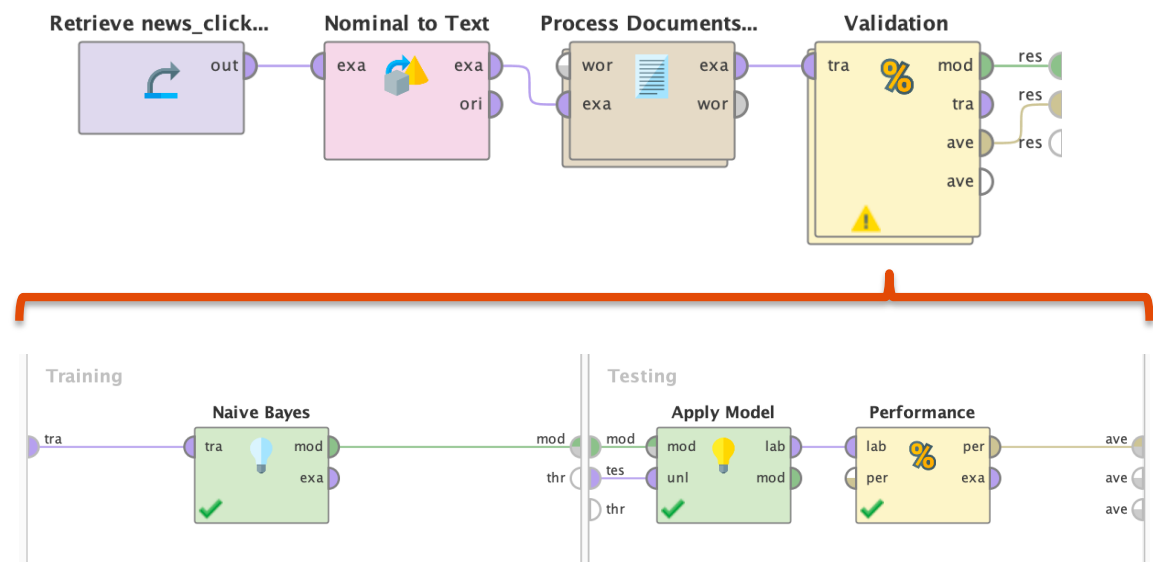 Retrieve news_click...
Nominal to Text
Process Documents...
Validation
out
exa
exa
ori
wor
exa
exa
wor
tra
mod
tra
ave
ave
res
res
res
Training
Testing
Naive Bayes
Apply Model
Performance
tra
tra
mod
exa
mod
thr
mod
tes
thr
mod
unl
lab
mod
lab
per
per
exa
ave
ave
ave